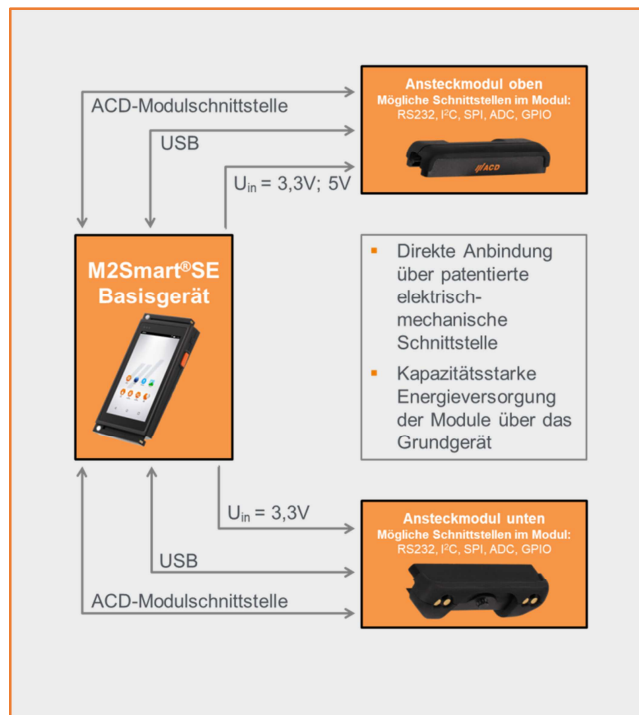 Ansteckmodul oben
Mögliche Schnittstellen im Modul:
RS232, I²C, SPI, ADC, GPIO
ACD
ACD-Modulschnittstelle
USB
Uin = 3,3V; 5V
M2Smart®SE
Basisgerät
▪ Direkte Anbindung
über patentierte
elektrisch-
mechanische
Schnittstelle
▪ Kapazitätsstarke
Energieversorgung
der Module über das
Grundgerät
Uin = 3,3V
USB
ACD-Modulschnittstelle
Ansteckmodul unten
Mögliche Schnittstellen im Modul:
RS232, I²C, SPI, ADC, GPIO